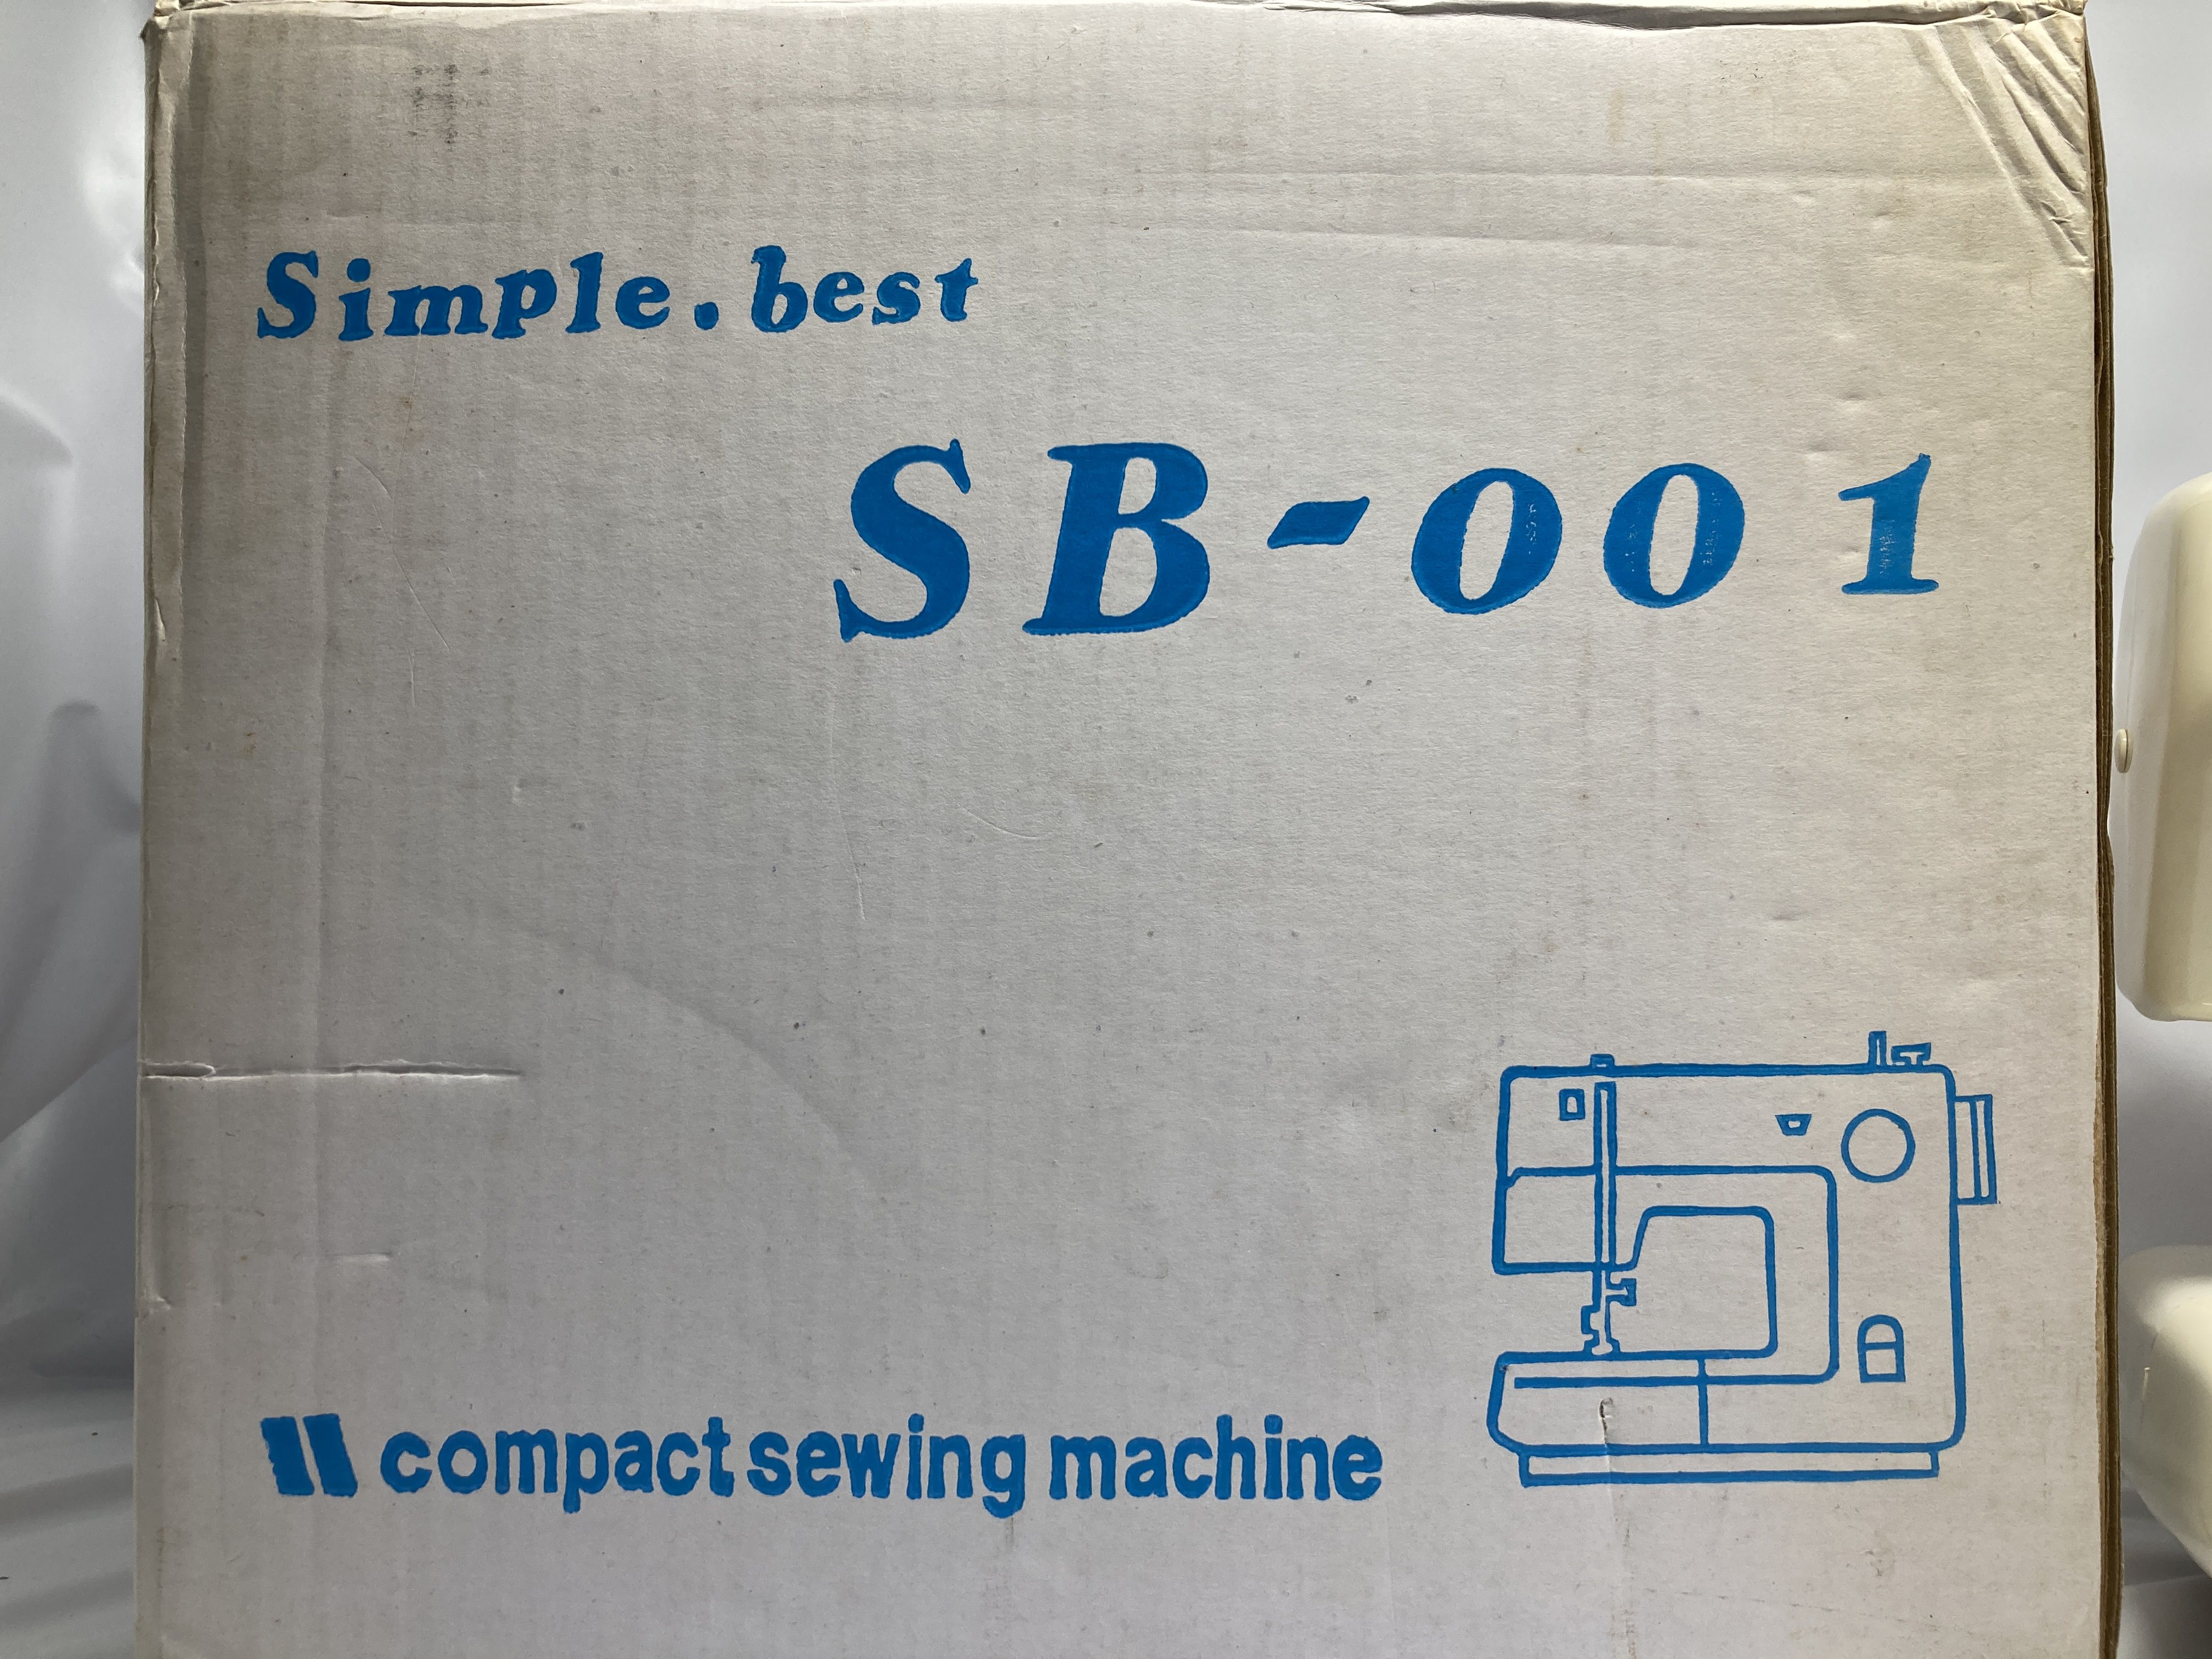 Simple.best
SB-001
compact sewing machine